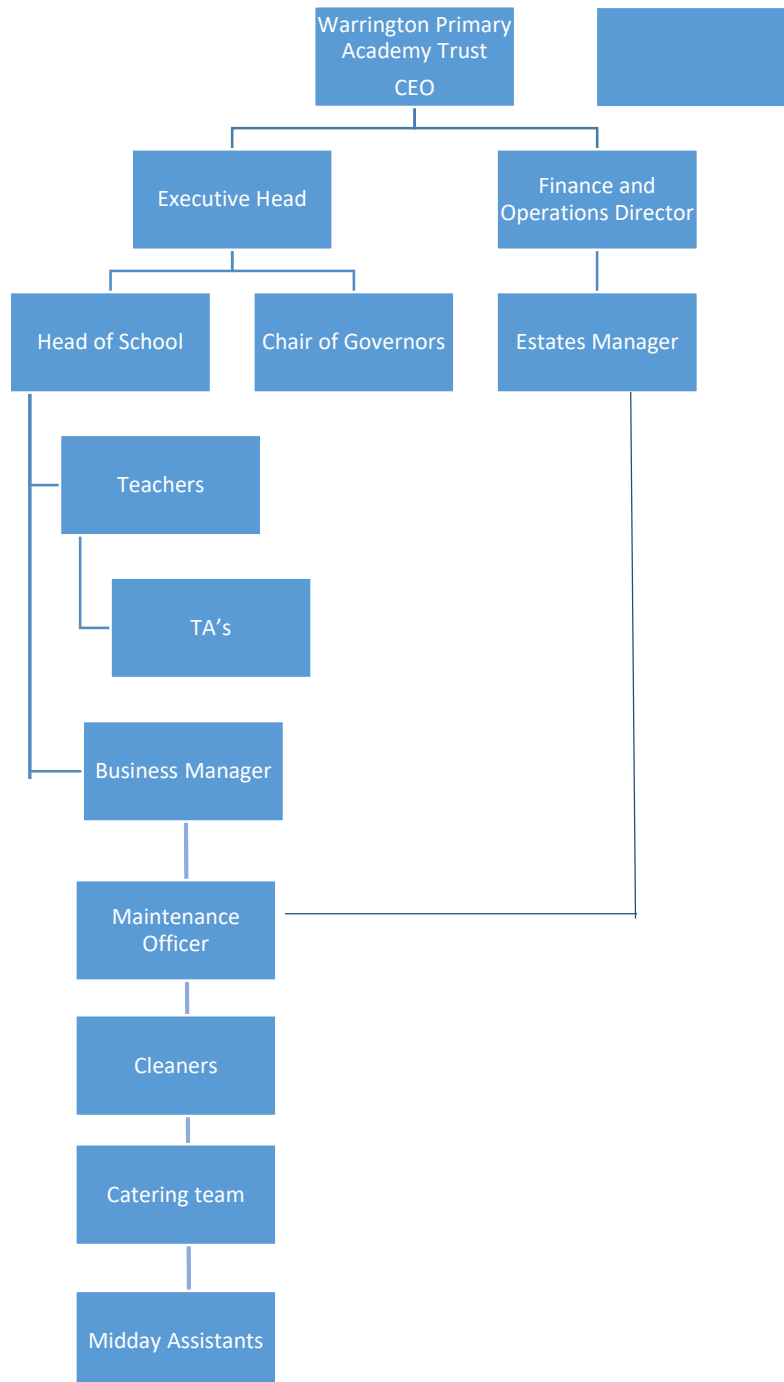 Warrington Primary
Academy Trust
CEO
Executive Head
Finance and
Operations Director
Head of School
Chair of Governors
Estates Manager
Teachers
TA’s
Business Manager
Maintenance
Officer
Cleaners
Catering team
Midday Assistants